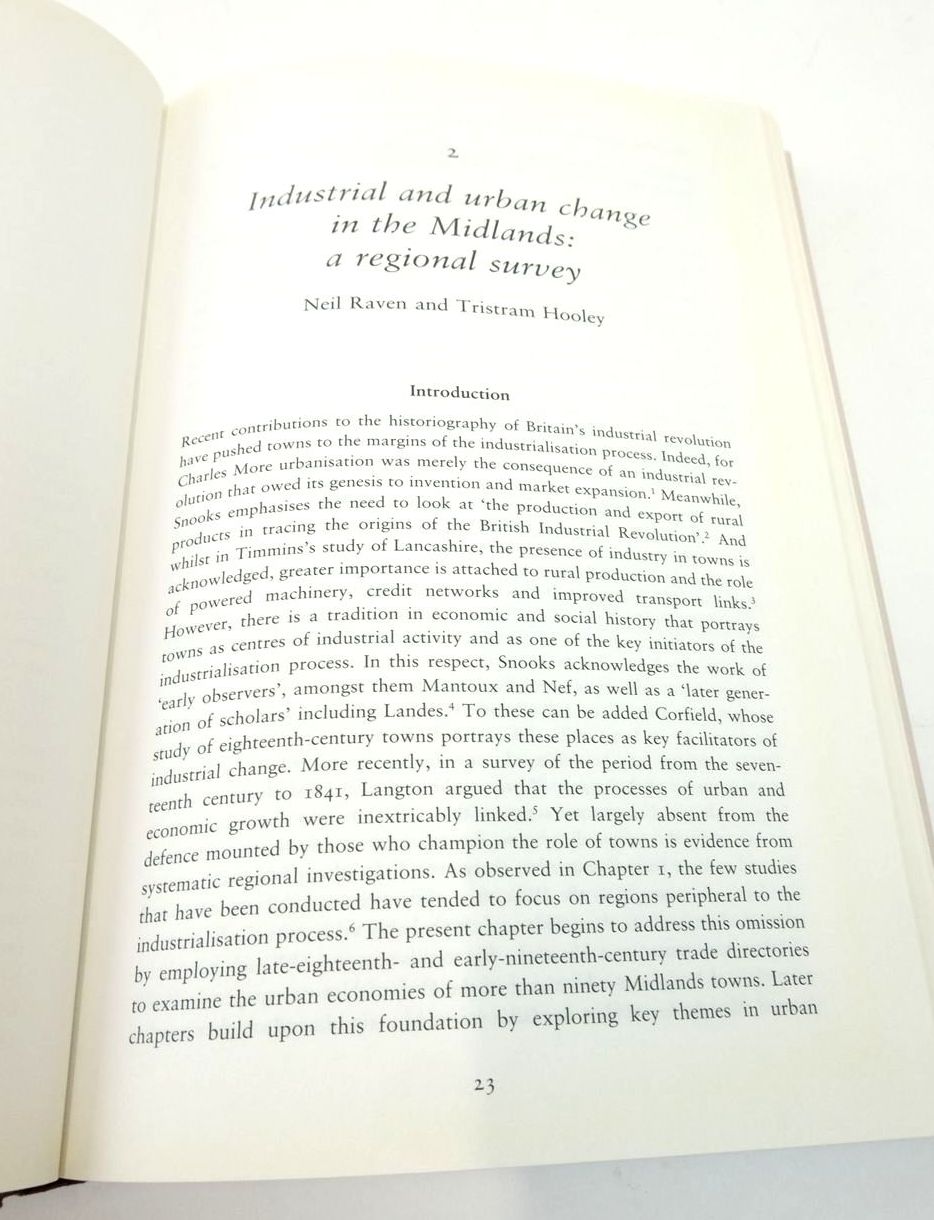 2
Industrial and urban change
in the Midlands:
a regional survey
Neil Raven and Tristram Hooley
Introduction
Recent contributions to the historiography of Britain's industrial revolution
have pushed towns to the margins of the industrialisation process. Indeed, for
Charles More urbanisation was merely the consequence of an industrial rev-
olution that owed its genesis to invention and market expansion.¹ Meanwhile,
Snooks emphasises the need to look at 'the production and export of rural
products in tracing the origins of the British Industrial Revolution'.² And
whilst in Timmins's study of Lancashire, the presence of industry in towns is
acknowledged, greater importance is attached to rural production and the role
of powered machinery, credit networks and improved transport links.³
However, there is a tradition in economic and social history that portrays
towns as centres of industrial activity and as one of the key initiators of the
industrialisation process. In this respect, Snooks acknowledges the work of
'early observers', amongst them Mantoux and Nef, as well as a 'later gener-
ation of scholars' including Landes.⁴ To these can be added Corfield, whose
study of eighteenth-century towns portrays these places as key facilitators of
industrial change. More recently, in a survey of the period from the seven-
teenth century to 1841, Langton argued that the processes of urban and
economic growth were inextricably linked.⁵ Yet largely absent from the
defence mounted by those who champion the role of towns is evidence from
systematic regional investigations. As observed in Chapter 1, the few studies
that have been conducted have tended to focus on regions peripheral to the
industrialisation process.⁶ The present chapter begins to address this omission
by employing late-eighteenth- and early-nineteenth-century trade directories
to examine the urban economies of more than ninety Midlands towns. Later
chapters build upon this foundation by exploring key themes in urban
23